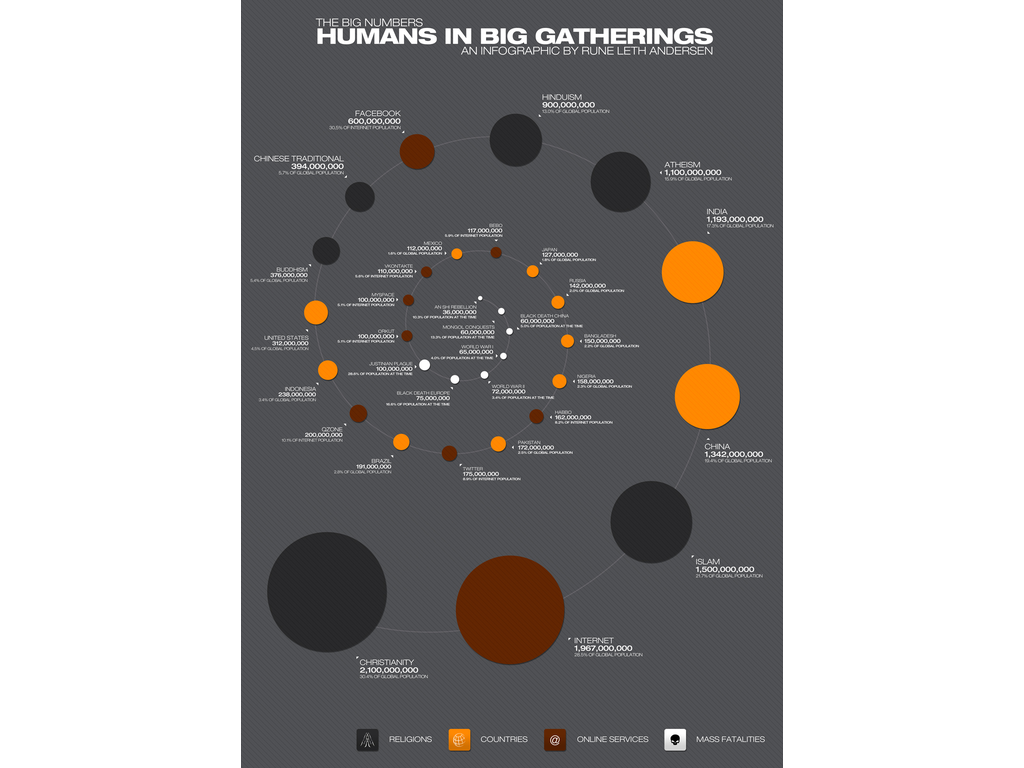 THE BIG NUMBERS
HUMANS IN BIG GATHERINGS
AN INFOGRAPHIC BY RUNE LETH ANDERSEN
HINDUISM
900,000,000
13.0% OF GLOBAL POPULATION
FACEBOOK
600,000,000
30.5% OF INTERNET POPULATION
CHINESE TRADITIONAL
394,000,000
5.7% OF GLOBAL POPULATION
ATHEISM
1,100,000,000
15.9% OF GLOBAL POPULATION
INDIA
1,193,000,000
17.3% OF GLOBAL POPULATION
BEBO
117,000,000
5.9% OF INTERNET POPULATION
MEXICO
112,000,000
1.6% OF GLOBAL POPULATION
JAPAN
127,000,000
1.8% OF GLOBAL POPULATION
VKONTAKTE
110,000,000
5.6% OF INTERNET POPULATION
BUDDHISM
376,000,000
5.4% OF GLOBAL POPULATION
RUSSIA
142,000,000
2.0% OF GLOBAL POPULATION
MYSPACE
100,000,000
5.1% OF INTERNET POPULATION
AN SHI REBELLION
36,000,000
15.3% OF POPULATION AT THE TIME
BLACK DEATH CHINA
60,000,000
POPULATION AT THE TIME
MONGOL CONQUESTS
60,000,000
POPULATION AT THE TIME
ORKUT
100,000,000
5.1% OF INTERNET POPULATION
UNITED STATES
312,000,000
4.5% OF GLOBAL POPULATION
BANGLADESH
150,000,000
2.2% OF GLOBAL POPULATION
WORLD WAR I
65,000,000
4.0% OF POPULATION AT THE TIME
JUSTINIAN PLAGUE
100,000,000
POPULATION AT THE TIME
NIGERIA
158,000,000
2.3% OF GLOBAL POPULATION
INDONESIA
238,000,000
3.4% OF GLOBAL POPULATION
BLACK DEATH EUROPE
75,000,000
POPULATION AT THE TIME
WORLD WAR II
72,000,000
3.4% OF POPULATION AT THE TIME
HABBO
162,000,000
8.2% OF INTERNET POPULATION
QZONE
200,000,000
10.1% OF INTERNET POPULATION
PAKISTAN
172,000,000
2.5% OF GLOBAL POPULATION
BRAZIL
191,000,000
2.8% OF GLOBAL POPULATION
TWITTER
175,000,000
8.9% OF INTERNET POPULATION
CHINA
1,342,000,000
19.4% OF GLOBAL POPULATION
ISLAM
1,500,000,000
21.7% OF GLOBAL POPULATION
INTERNET
1,967,000,000
28.5% OF GLOBAL POPULATION
CHRISTIANITY
2,100,000,000
30.4% OF GLOBAL POPULATION
RELIGIONS
COUNTRIES
@
ONLINE SERVICES
MASS FATALITIES